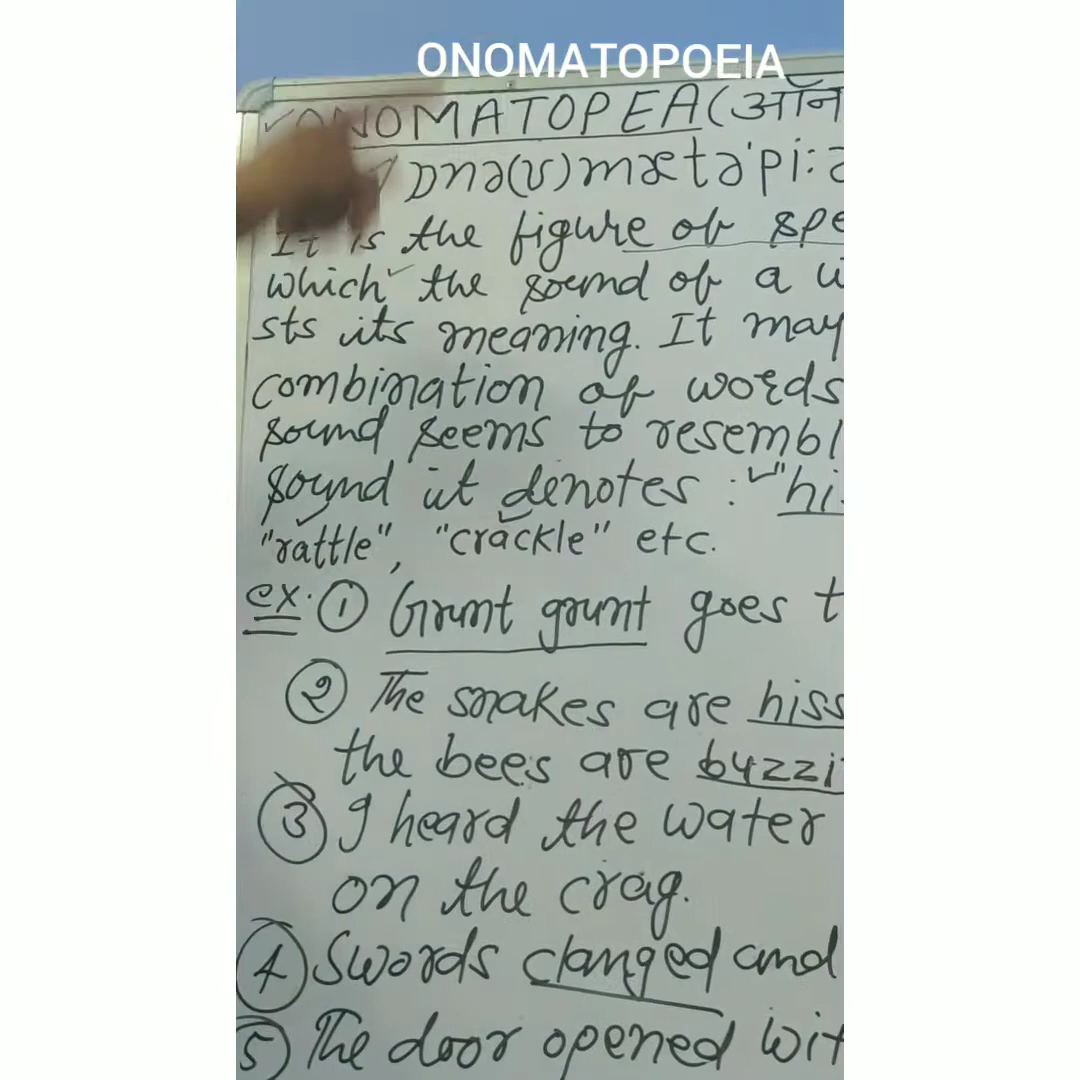 ONOMATOPOEIA
ONOMATOPEA (ऑन
ɒnə(ʊ)mætə'pi:ə
It is the figure of spe
which the sound of a w
sts its meaning. It may
combination of words
sound seems to resembl
sound it denotes : "hi
"rattle", "crackle" etc.
ex. ① Grunt grunt goes t
② The snakes are hiss
the bees are buzzi
③ I heard the water
on the crag.
④ Swords clanged and
⑤ The door opened wit